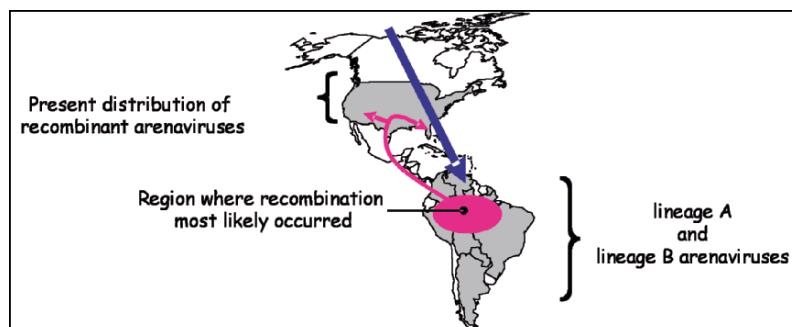 Present distribution of
recombinant arenaviruses
Region where recombination
most likely occurred
lineage A
and
lineage B arenaviruses